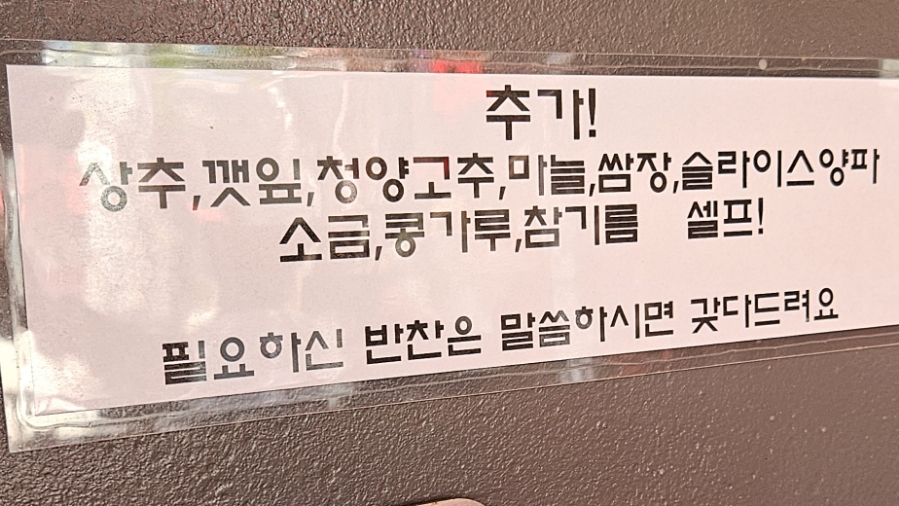 추가!
상추,깻잎,청양고추,마늘,쌈장,슬라이스양파
소금,콩가루,참기름 셀프!
필요하신 반찬은 말씀하시면 갖다드려요